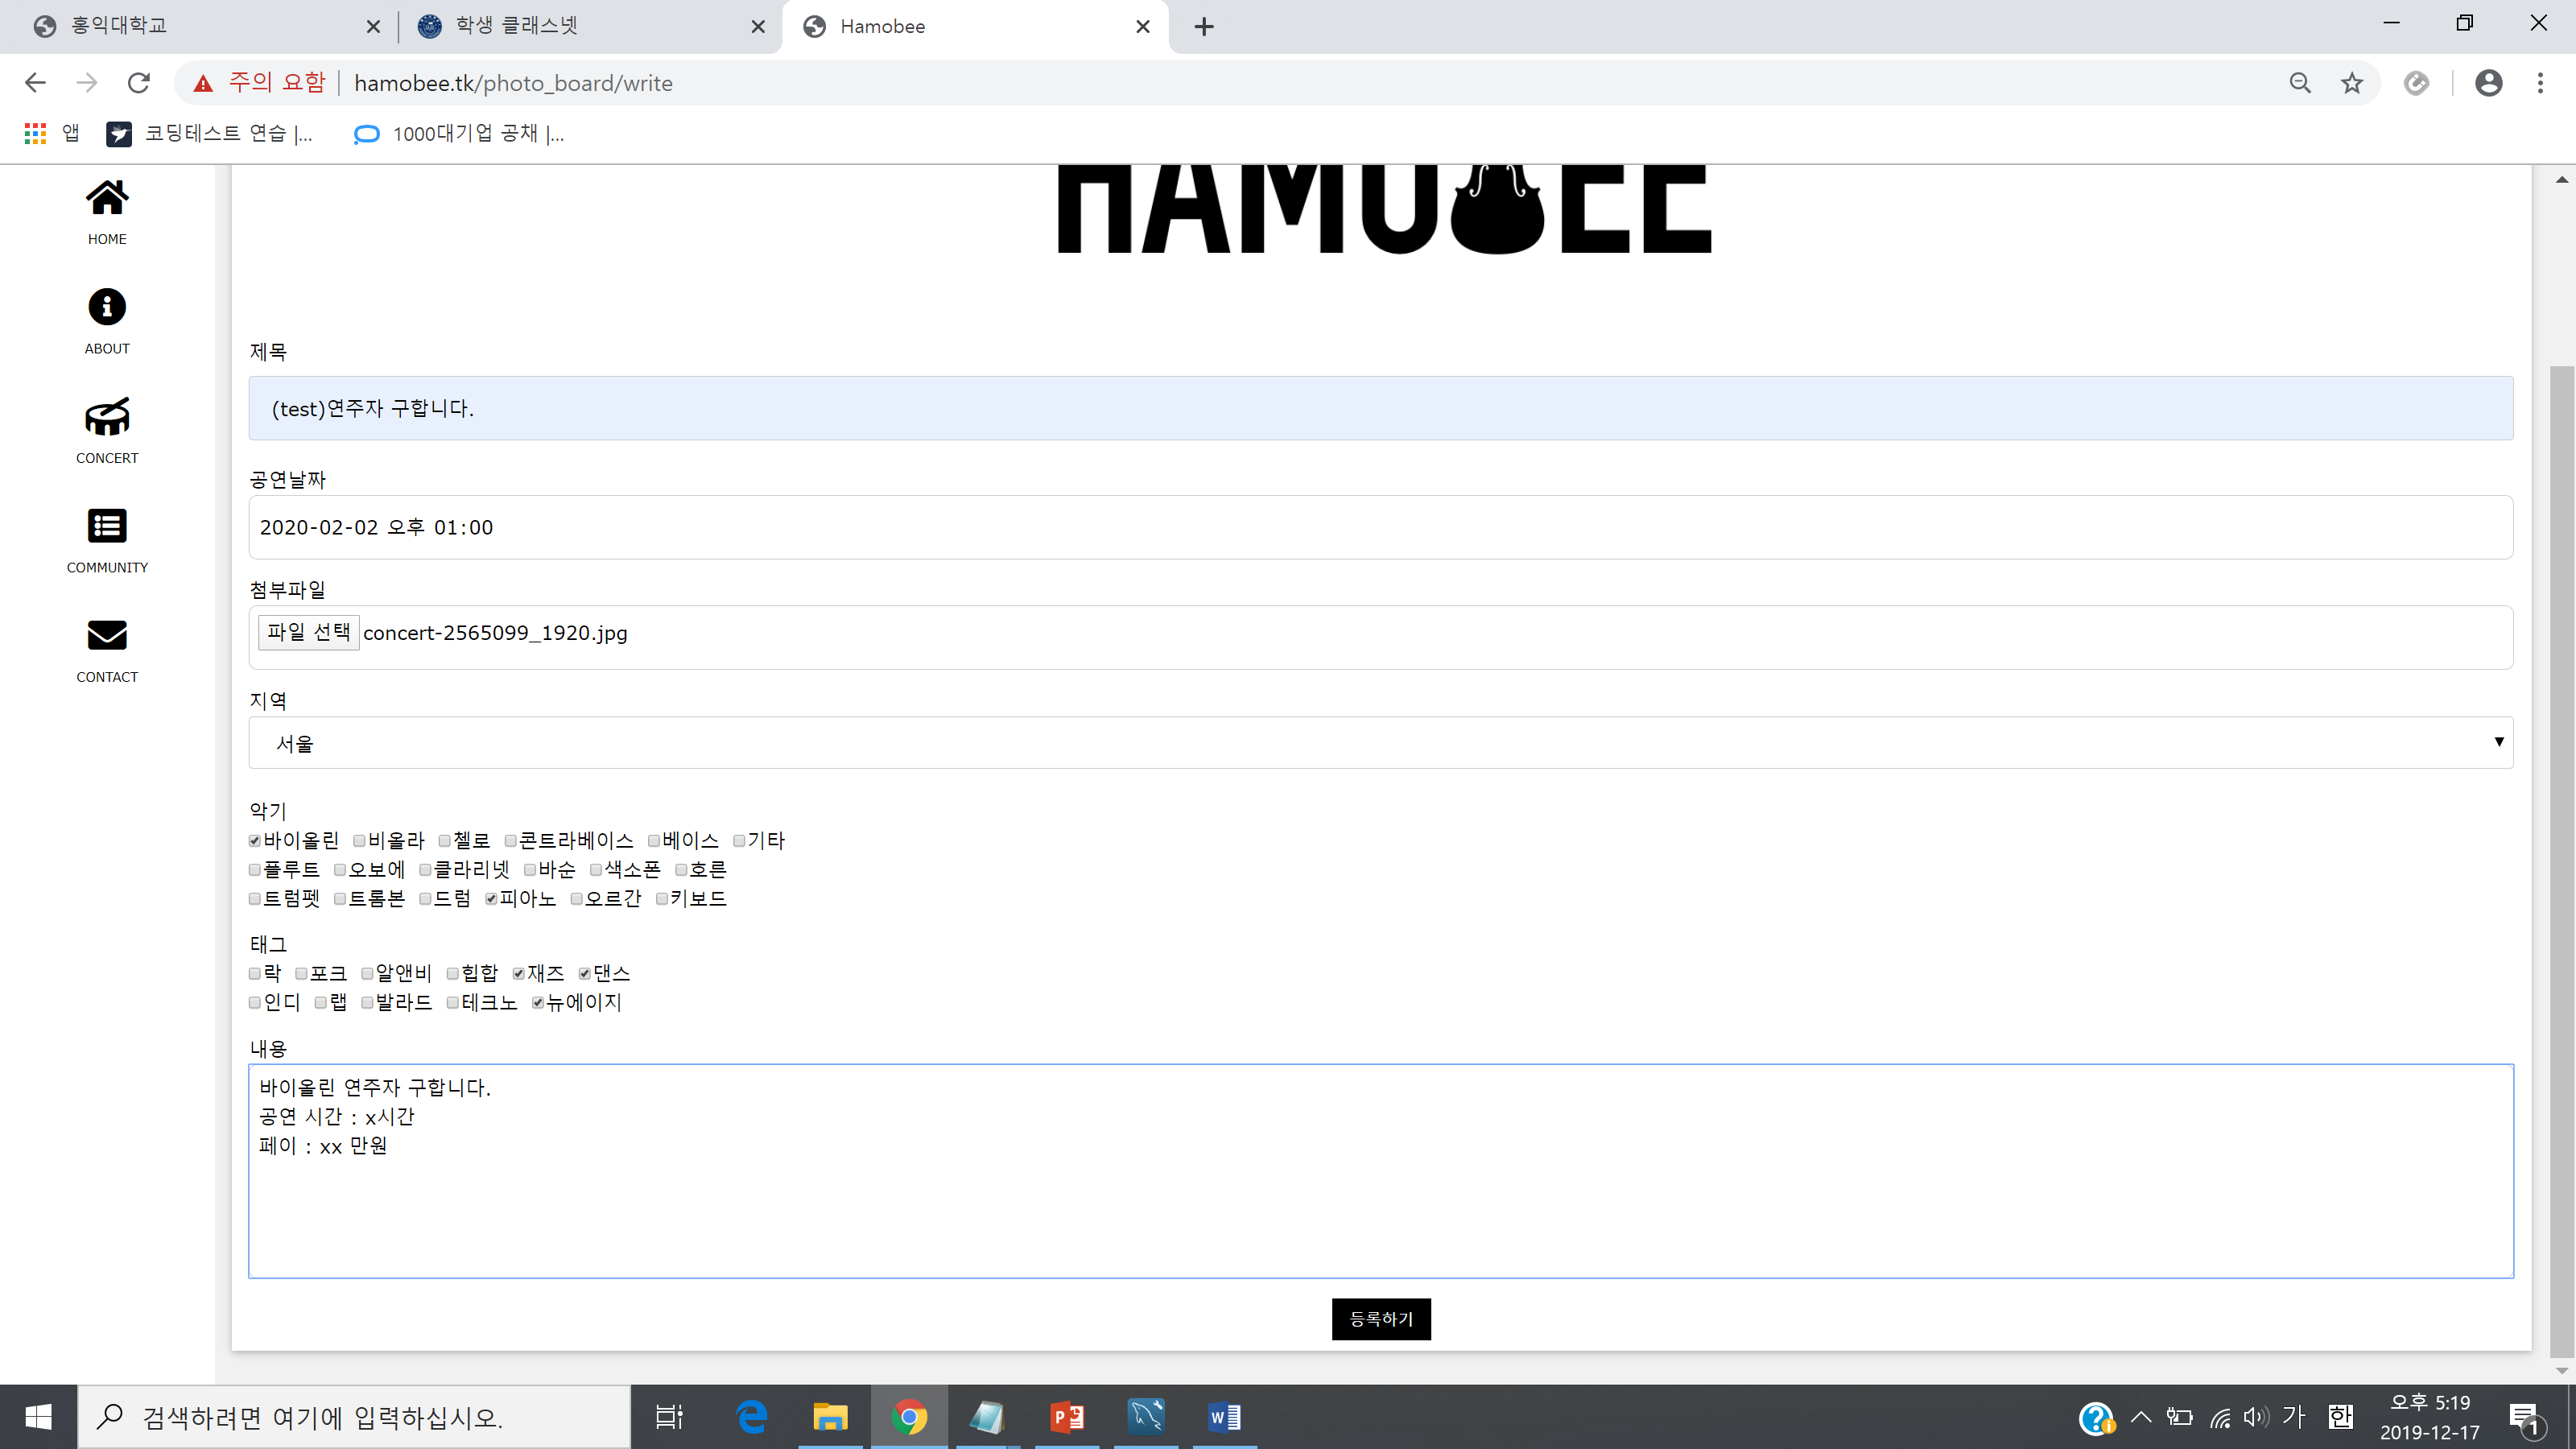 홍익대학교
학생 클래스넷
Hamobee
주의 요함 | hamobee.tk/photo_board/write
앱
코딩테스트 연습 |...
1000대기업 공채 |...
HAMOBEE
HOME
ABOUT
CONCERT
COMMUNITY
CONTACT
제목
(test)연주자 구합니다.
공연날짜
2020-02-02 오후 01:00
첨부파일
파일 선택 concert-2565099_1920.jpg
지역
서울
악기
바이올린 비올라 첼로 콘트라베이스 베이스 기타
플루트 오보에 클라리넷 바순 색소폰 호른
트럼펫 트롬본 드럼 피아노 오르간 키보드
태그
락 포크 알앤비 힙합 재즈 댄스
인디 랩 발라드 테크노 뉴에이지
내용
바이올린 연주자 구합니다.
공연 시간 : x시간
페이 : xx 만원
등록하기
검색하려면 여기에 입력하십시오.
가
한
오후 5:19
2019-12-17
1